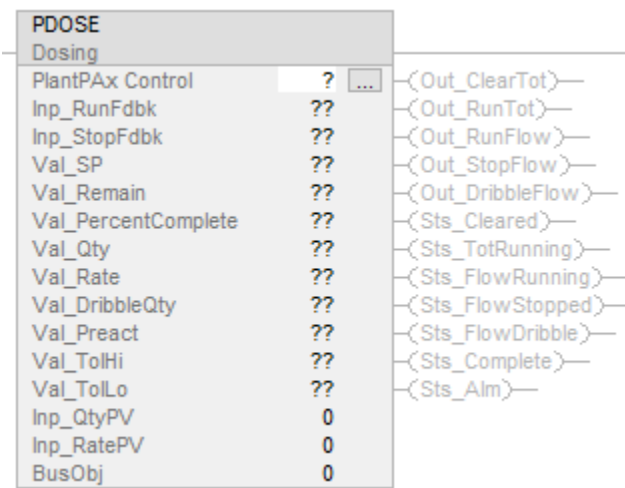 PDOSE
Dosing
PlantPAx Control ? ... (Out_ClearTot)
Inp_RunFdbk ?? (Out_RunTot)
Inp_StopFdbk ?? (Out_RunFlow)
Val_SP ?? (Out_StopFlow)
Val_Remain ?? (Out_DribbleFlow)
Val_PercentComplete ?? (Sts_Cleared)
Val_Qty ?? (Sts_TotRunning)
Val_Rate ?? (Sts_FlowRunning)
Val_DribbleQty ?? (Sts_FlowStopped)
Val_Preact ?? (Sts_FlowDribble)
Val_TolHi ?? (Sts_Complete)
Val_TolLo ?? (Sts_Alm)
Inp_QtyPV 0
Inp_RatePV 0
BusObj 0